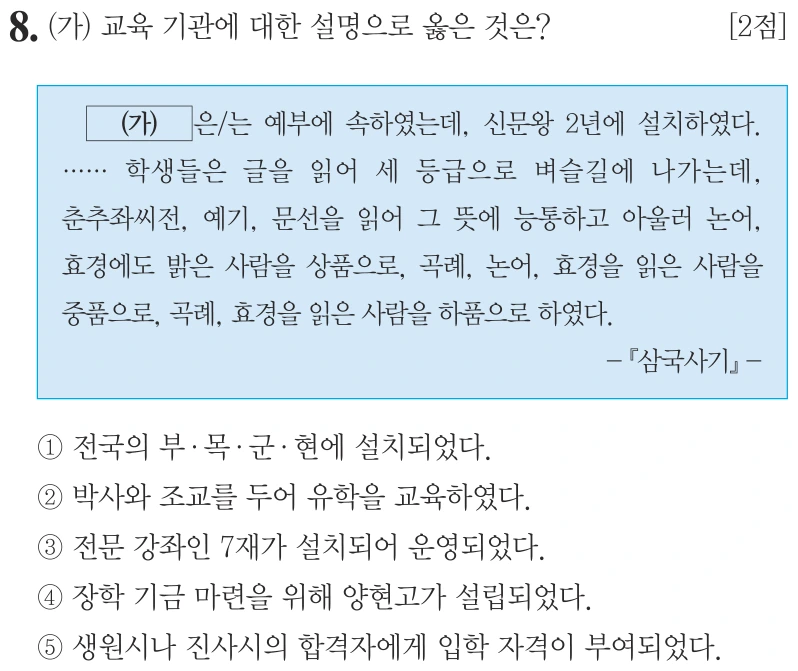 8. (가) 교육 기관에 대한 설명으로 옳은 것은? [2점]
(가) 은/는 예부에 속하였는데, 신문왕 2년에 설치하였다.
…… 학생들은 글을 읽어 세 등급으로 벼슬길에 나가는데,
춘추좌씨전, 예기, 문선을 읽어 그 뜻에 능통하고 아울러 논어,
효경에도 밝은 사람을 상품으로, 곡례, 논어, 효경을 읽은 사람을
중품으로, 곡례, 효경을 읽은 사람을 하품으로 하였다.
-『삼국사기』-
① 전국의 부·목·군·현에 설치되었다.
② 박사와 조교를 두어 유학을 교육하였다.
③ 전문 강좌인 7재가 설치되어 운영되었다.
④ 장학 기금 마련을 위해 양현고가 설립되었다.
⑤ 생원시나 진사시의 합격자에게 입학 자격이 부여되었다.